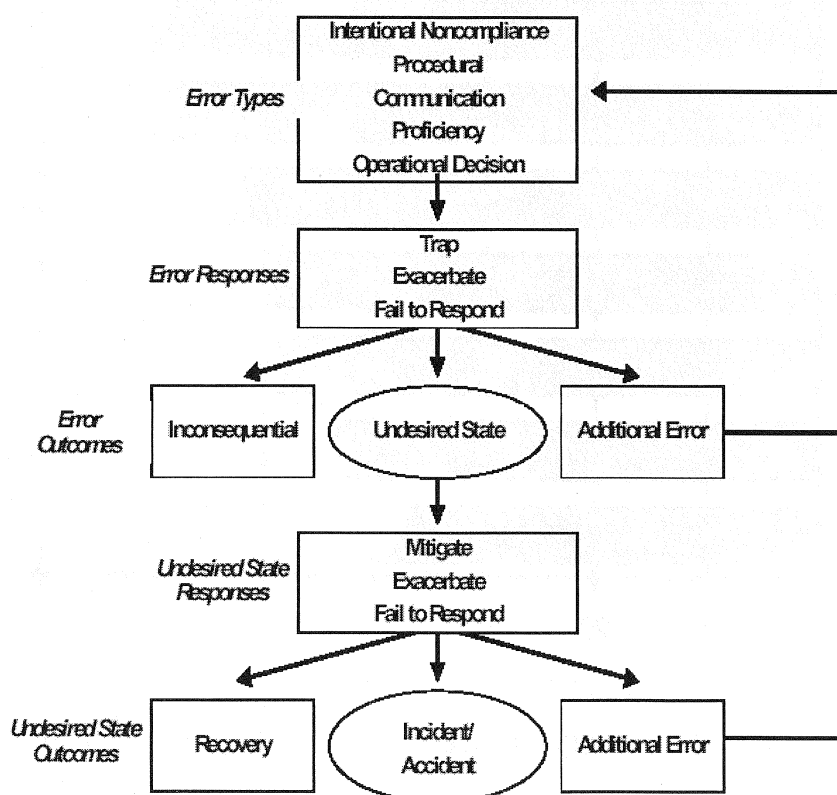 Intentional Noncompliance
Procedural
Error Types
Communication
Proficiency
Operational Decision
Trap
Error Responses
Exacerbate
Fail to Respond
Error
Outcomes
Inconsequential
Undesired State
Additional Error
Mitigate
Undesired State
Responses
Exacerbate
Fail to Respond
Undesired State
Outcomes
Recovery
Incident/
Accident
Additional Error